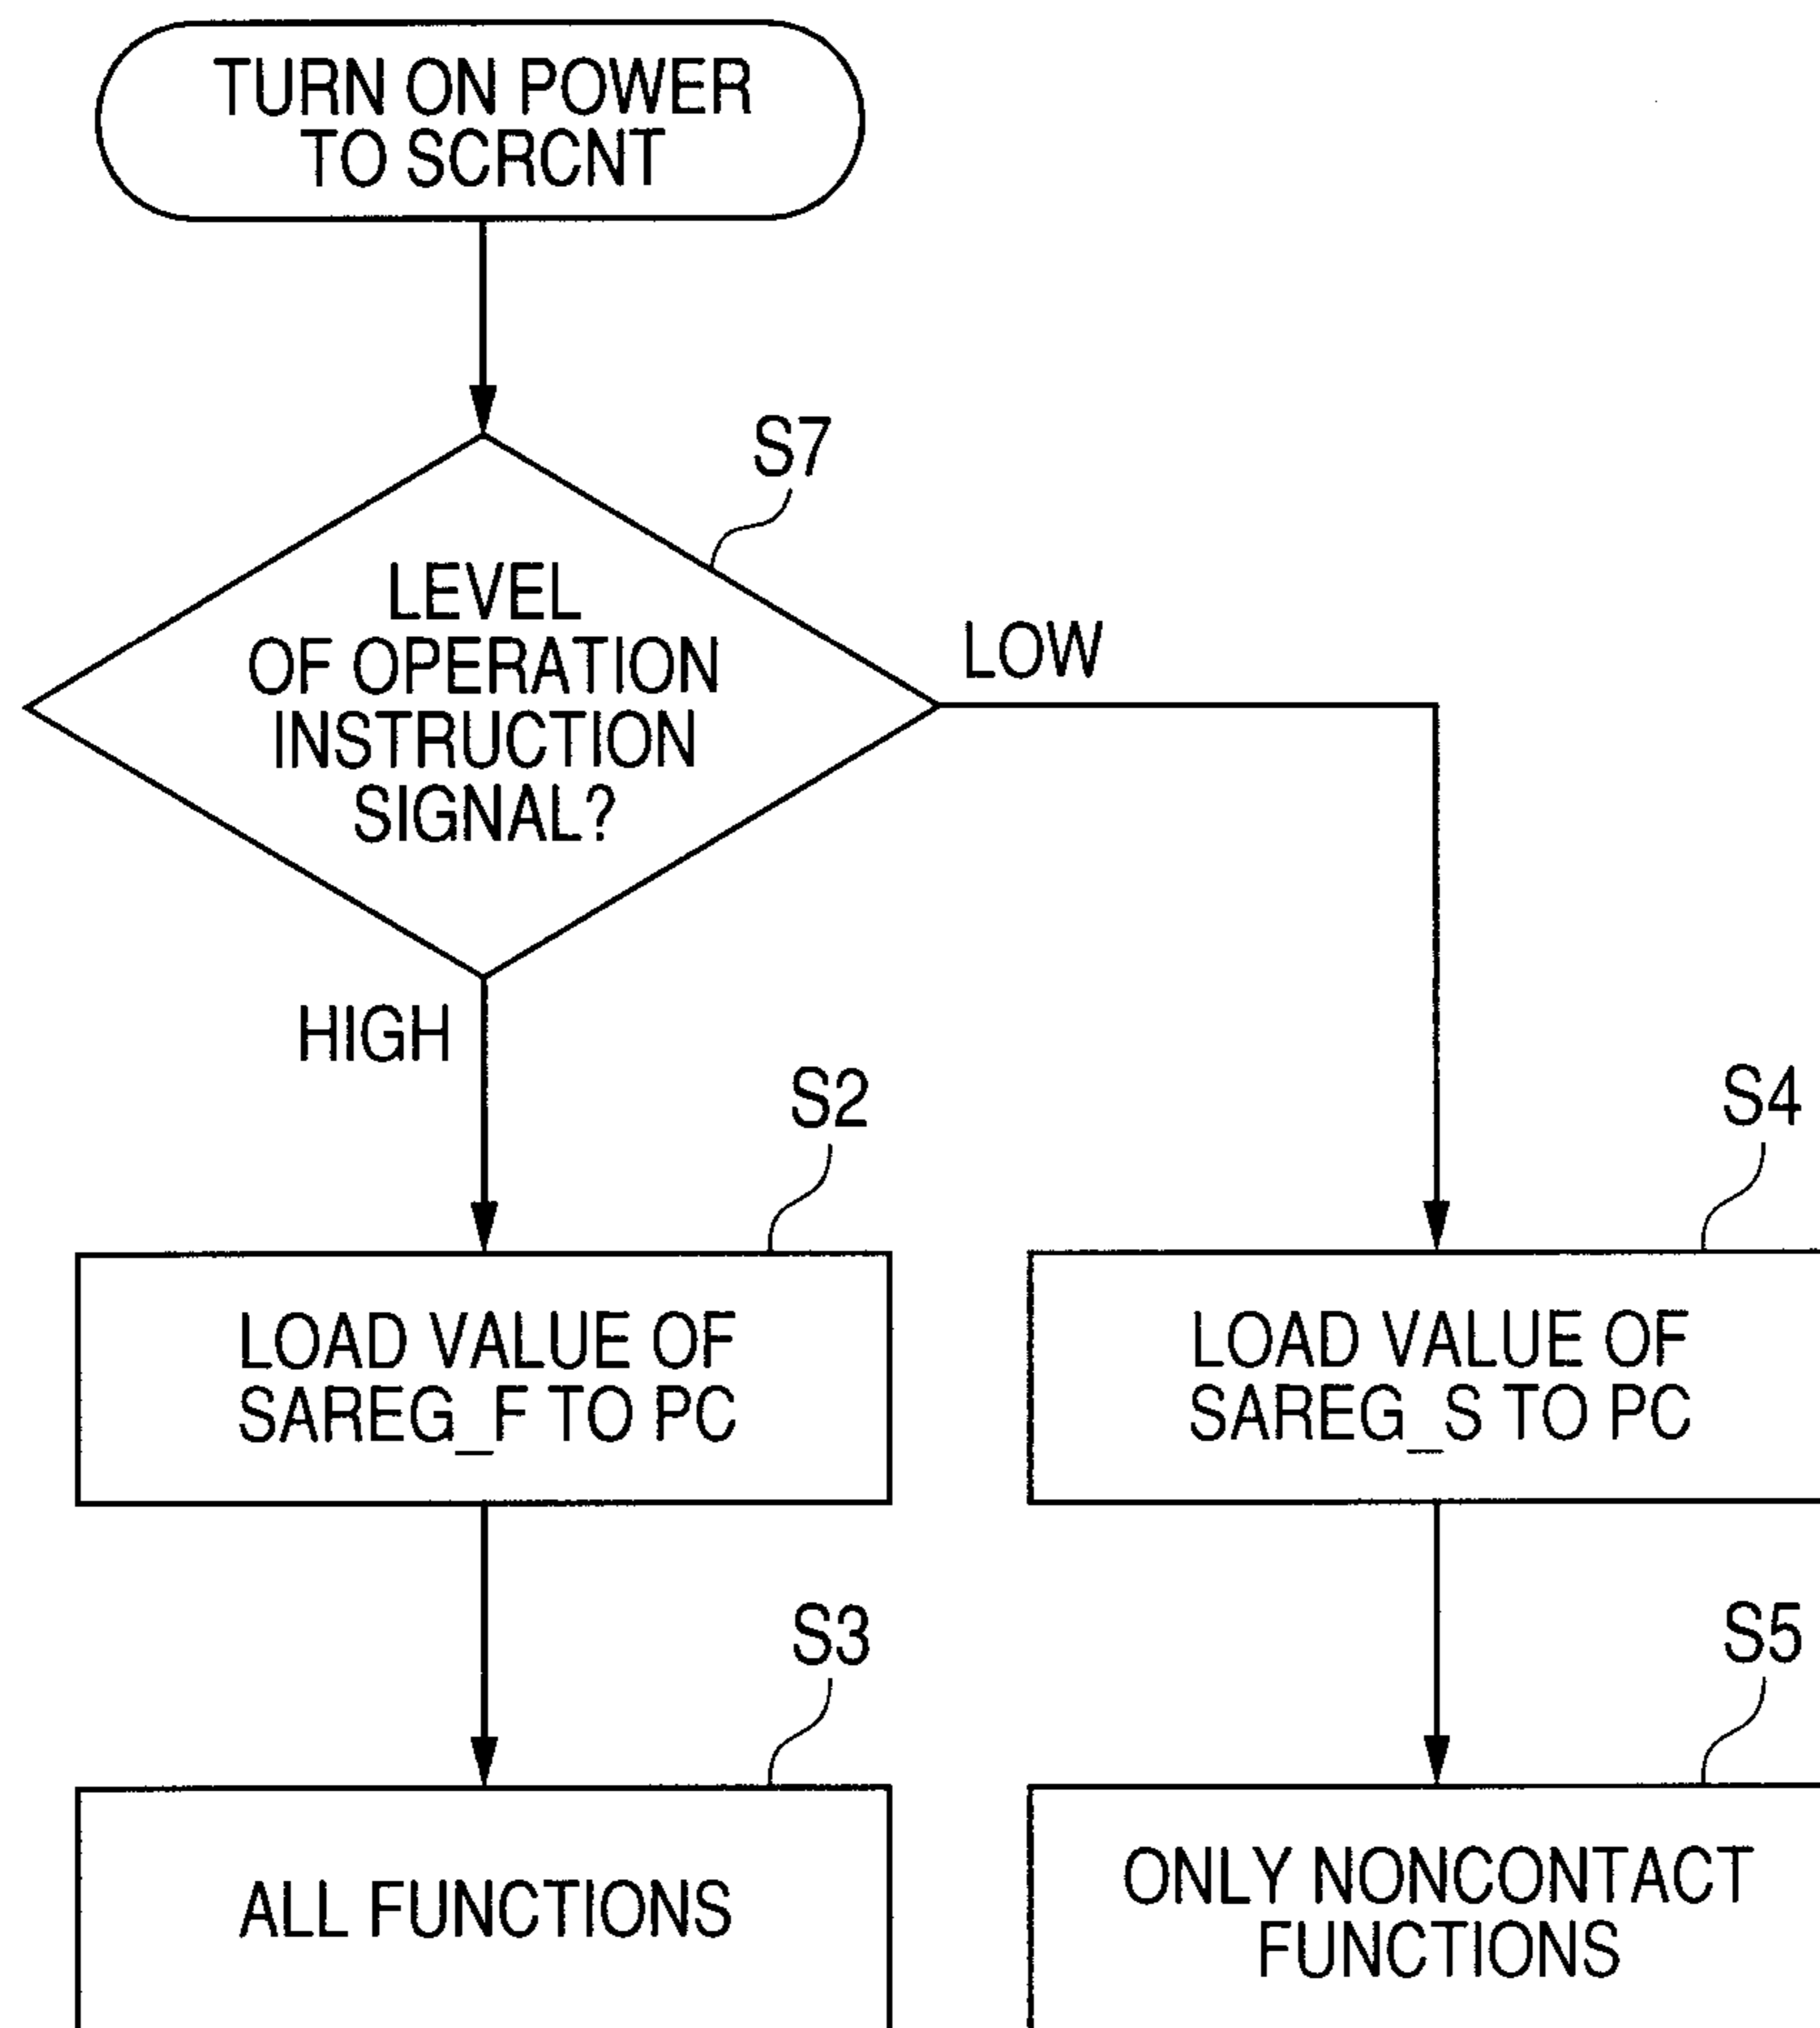 TURN ON POWER
TO SCRCNT
S7
LEVEL
OF OPERATION
INSTRUCTION
SIGNAL?
LOW
HIGH
S2
LOAD VALUE OF
SAREG_F TO PC
S4
LOAD VALUE OF
SAREG_S TO PC
S3
ALL FUNCTIONS
S5
ONLY NONCONTACT
FUNCTIONS